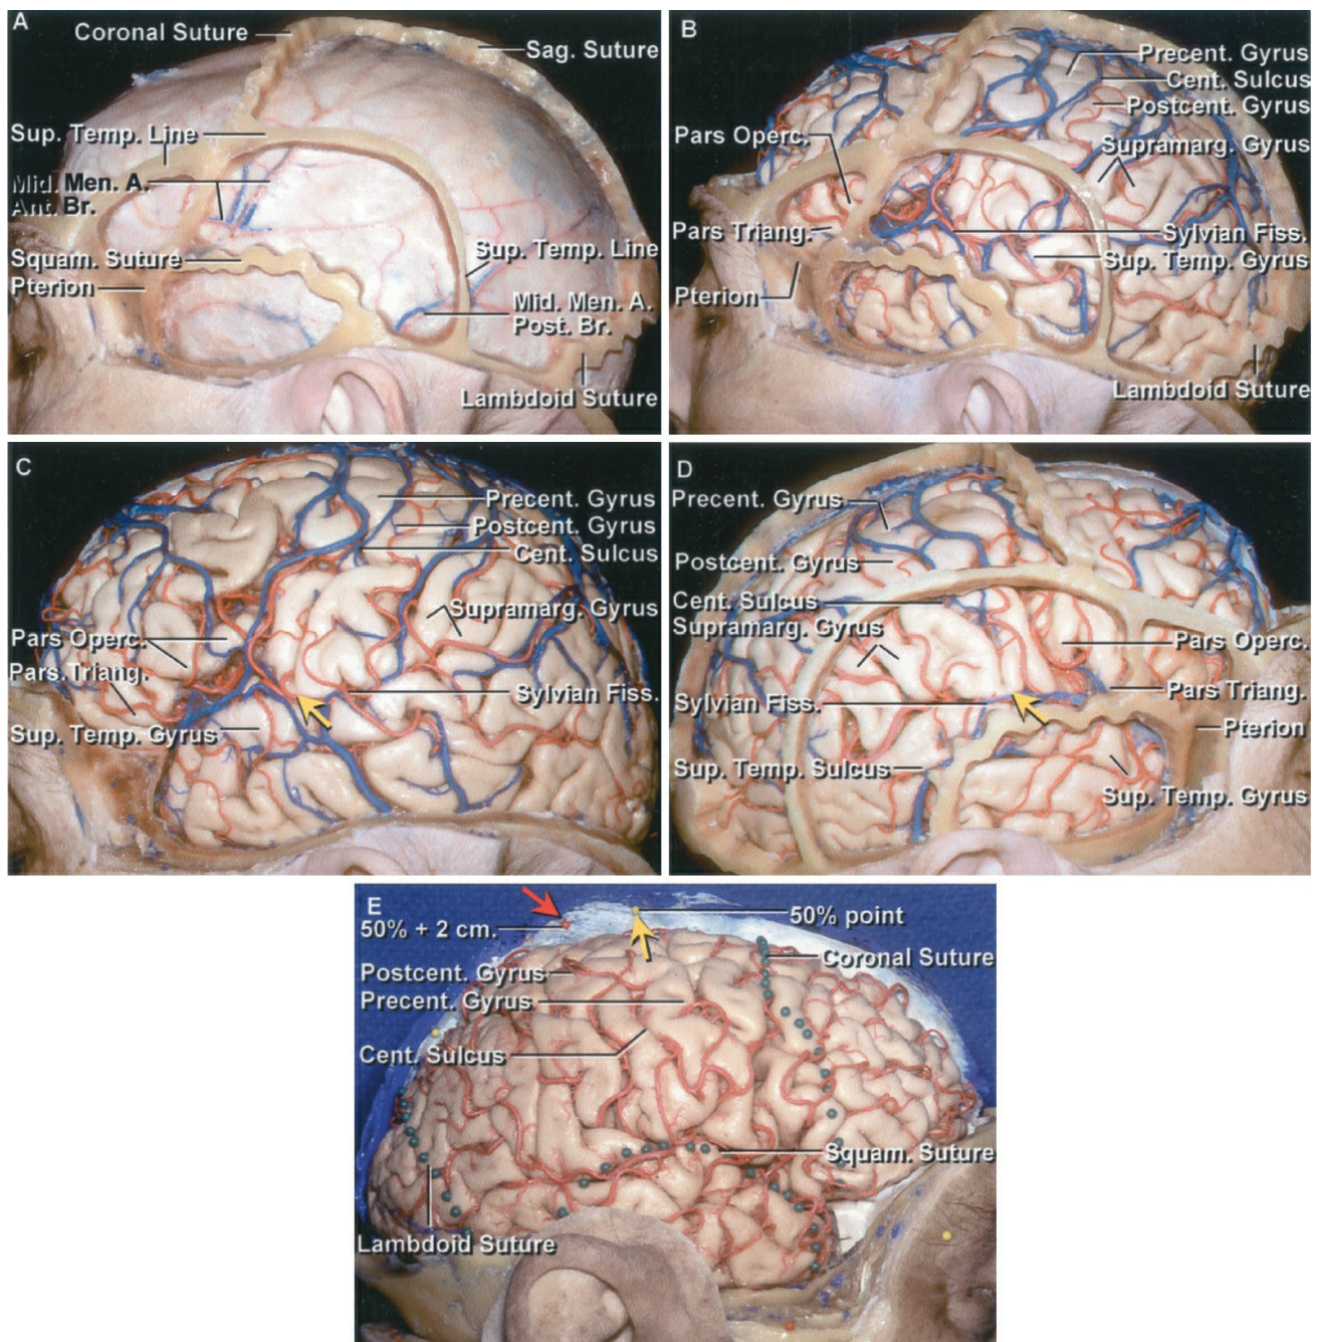 A
Coronal Suture
Sag. Suture
Sup. Temp. Line
Mid. Men. A.
Ant. Br.
Squam. Suture
Pterion
Sup. Temp. Line
Mid. Men. A.
Post. Br.
Lambdoid Suture
B
Precent. Gyrus
Cent. Sulcus
Postcent. Gyrus
Pars Operc.
Supramarg. Gyrus
Pars Triang.
Sylvian Fiss.
Sup. Temp. Gyrus
Pterion
Lambdoid Suture
C
Precent. Gyrus
Postcent. Gyrus
Cent. Sulcus
Supramarg. Gyrus
Pars Operc.
Pars. Triang.
Sylvian Fiss.
Sup. Temp. Gyrus
D
Precent. Gyrus
Postcent. Gyrus
Cent. Sulcus
Supramarg. Gyrus
Pars Operc.
Pars Triang.
Sylvian Fiss.
Pterion
Sup. Temp. Sulcus
Sup. Temp. Gyrus
E
50% + 2 cm.
50% point
Coronal Suture
Postcent. Gyrus
Precent. Gyrus
Cent. Sulcus
Squam. Suture
Lambdoid Suture